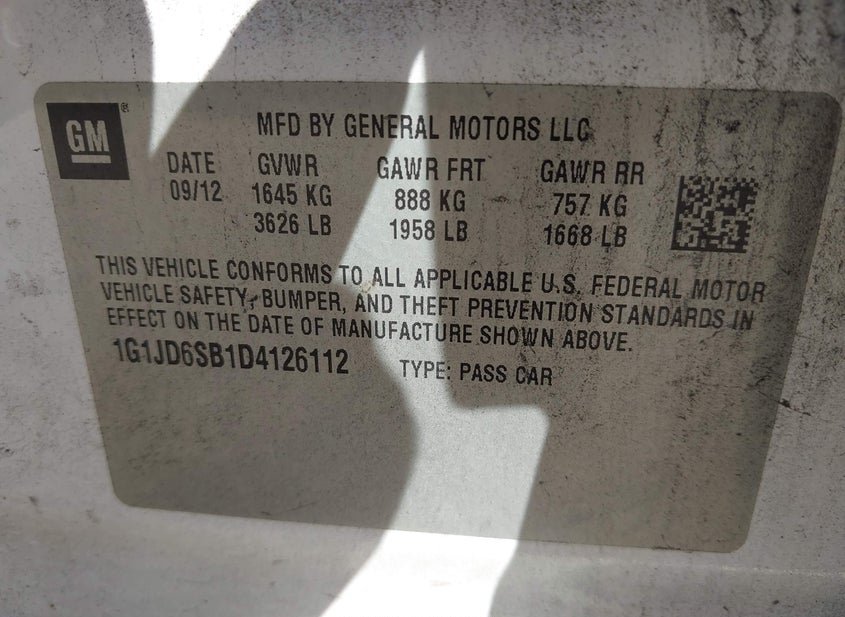 GM ®
MFD BY GENERAL MOTORS LLC
DATE GVWR GAWR FRT GAWR RR
09/12 1645 KG 888 KG 757 KG
3626 LB 1958 LB 1668 LB
THIS VEHICLE CONFORMS TO ALL APPLICABLE U.S. FEDERAL MOTOR
VEHICLE SAFETY, BUMPER, AND THEFT PREVENTION STANDARDS IN
EFFECT ON THE DATE OF MANUFACTURE SHOWN ABOVE.
1G1JD6SB1D4126112 TYPE: PASS CAR